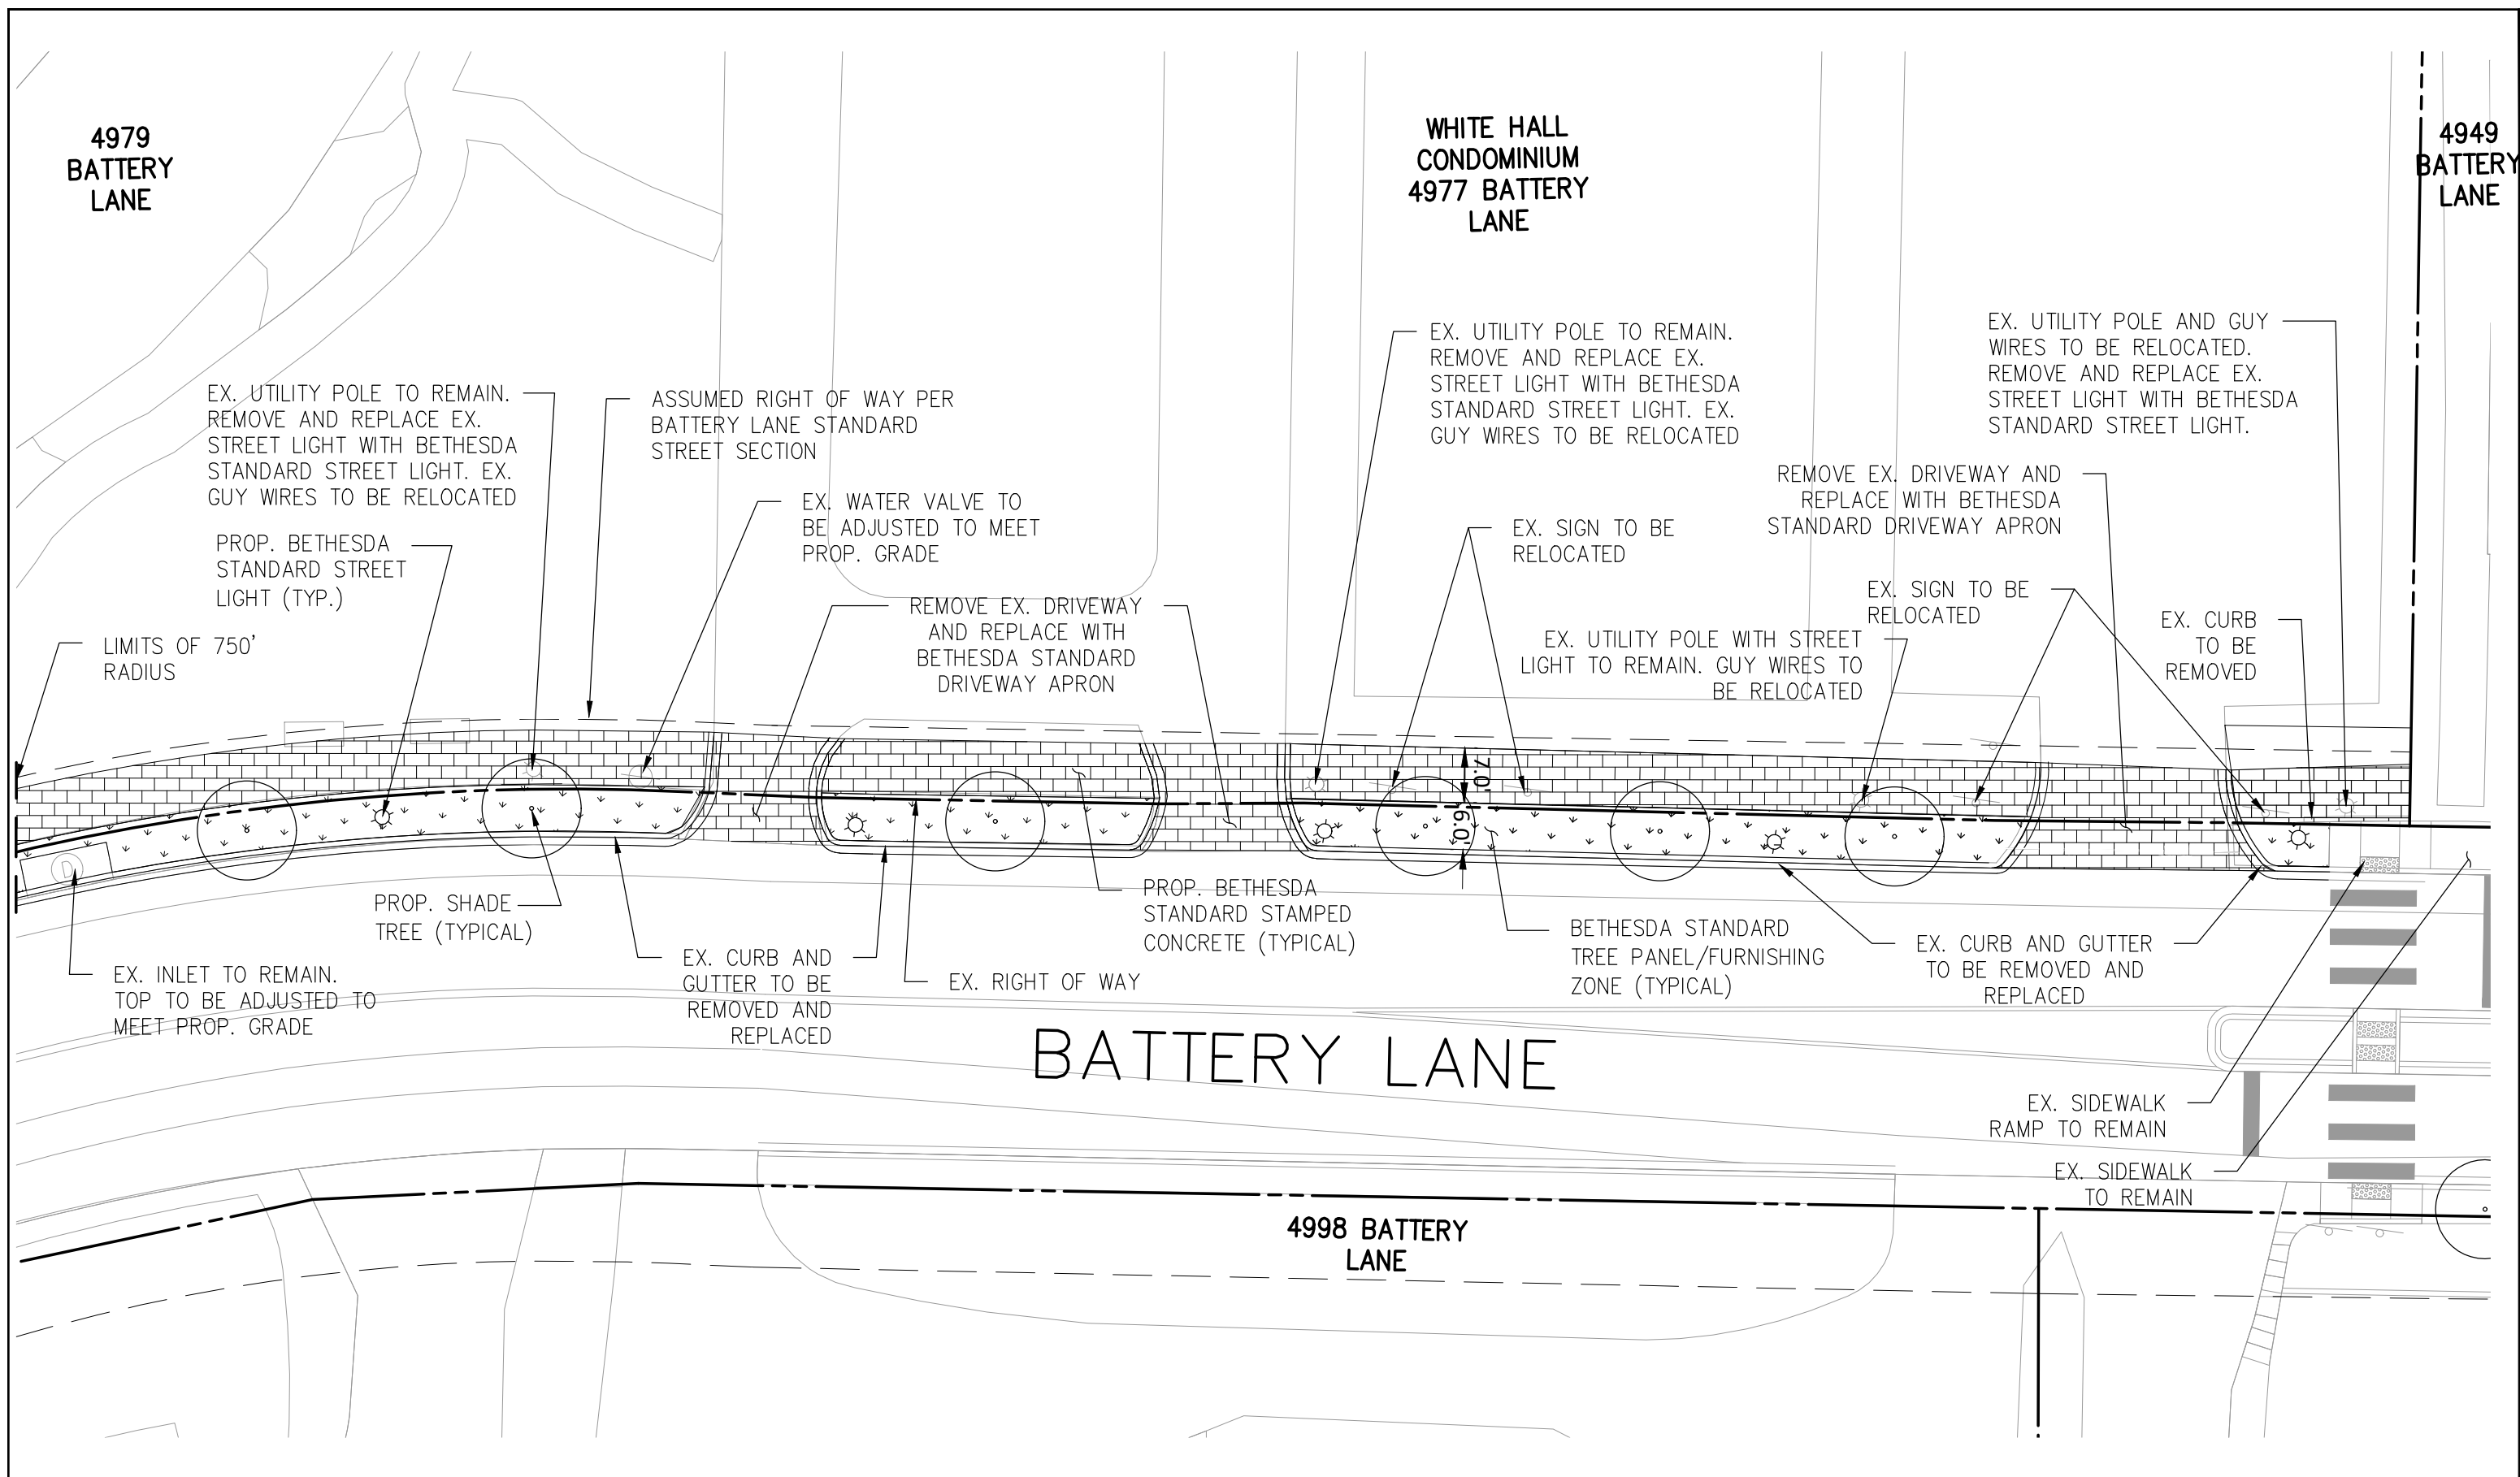 4979
BATTERY
LANE
WHITE HALL
CONDOMINIUM
4977 BATTERY
LANE
4949
BATTERY
LANE
EX. UTILITY POLE TO REMAIN.
REMOVE AND REPLACE EX.
STREET LIGHT WITH BETHESDA
STANDARD STREET LIGHT. EX.
GUY WIRES TO BE RELOCATED
ASSUMED RIGHT OF WAY PER
BATTERY LANE STANDARD
STREET SECTION
EX. UTILITY POLE TO REMAIN.
REMOVE AND REPLACE EX.
STREET LIGHT WITH BETHESDA
STANDARD STREET LIGHT. EX.
GUY WIRES TO BE RELOCATED
EX. UTILITY POLE AND GUY
WIRES TO BE RELOCATED.
REMOVE AND REPLACE EX.
STREET LIGHT WITH BETHESDA
STANDARD STREET LIGHT.
PROP. BETHESDA
STANDARD STREET
LIGHT (TYP.)
EX. WATER VALVE TO
BE ADJUSTED TO MEET
PROP. GRADE
EX. SIGN TO BE
RELOCATED
REMOVE EX. DRIVEWAY AND
REPLACE WITH BETHESDA
STANDARD DRIVEWAY APRON
LIMITS OF 750'
RADIUS
REMOVE EX. DRIVEWAY
AND REPLACE WITH
BETHESDA STANDARD
DRIVEWAY APRON
EX. SIGN TO BE
RELOCATED
EX. UTILITY POLE WITH STREET
LIGHT TO REMAIN. GUY WIRES TO
BE RELOCATED
EX. CURB
TO BE
REMOVED
7.0'
6.0'
D
PROP. SHADE
TREE (TYPICAL)
EX. INLET TO REMAIN.
TOP TO BE ADJUSTED TO
MEET PROP. GRADE
EX. CURB AND
GUTTER TO BE
REMOVED AND
REPLACED
EX. RIGHT OF WAY
PROP. BETHESDA
STANDARD STAMPED
CONCRETE (TYPICAL)
BETHESDA STANDARD
TREE PANEL/FURNISHING
ZONE (TYPICAL)
EX. CURB AND GUTTER
TO BE REMOVED AND
REPLACED
BATTERY LANE
EX. SIDEWALK
RAMP TO REMAIN
EX. SIDEWALK
TO REMAIN
4998 BATTERY
LANE